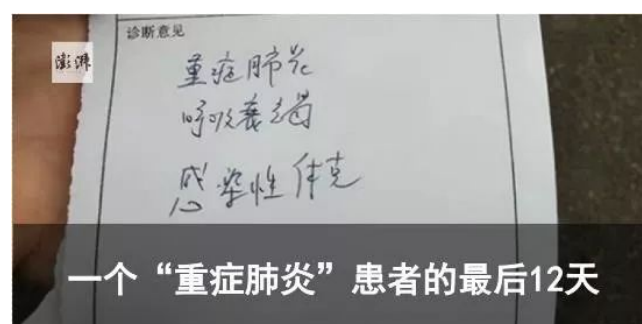 诊断意见
澎湃
重症肺炎
呼吸衰竭
感染性休克
一个“重症肺炎”患者的最后12天